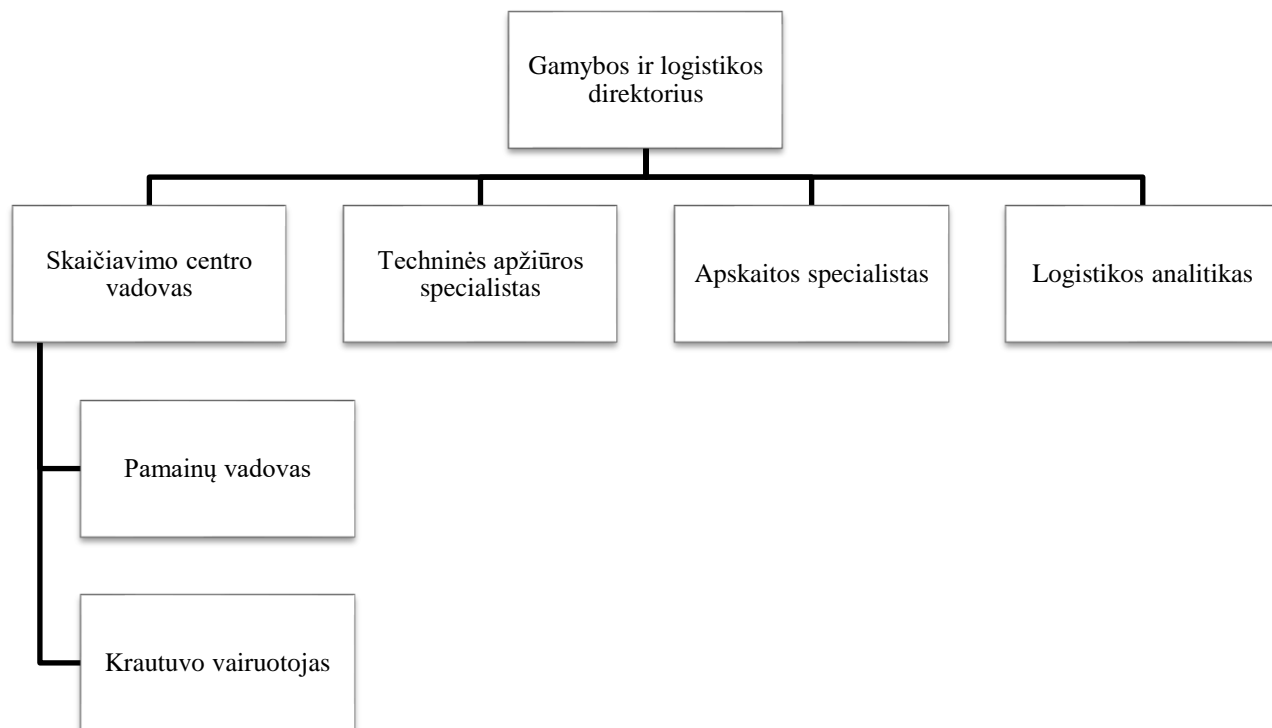 Gamybos ir logistikos
direktorius
Skaičiavimo centro
vadovas
Techninės apžiūros
specialistas
Apskaitos specialistas
Logistikos analitikas
Pamainų vadovas
Krautuvo vairuotojas